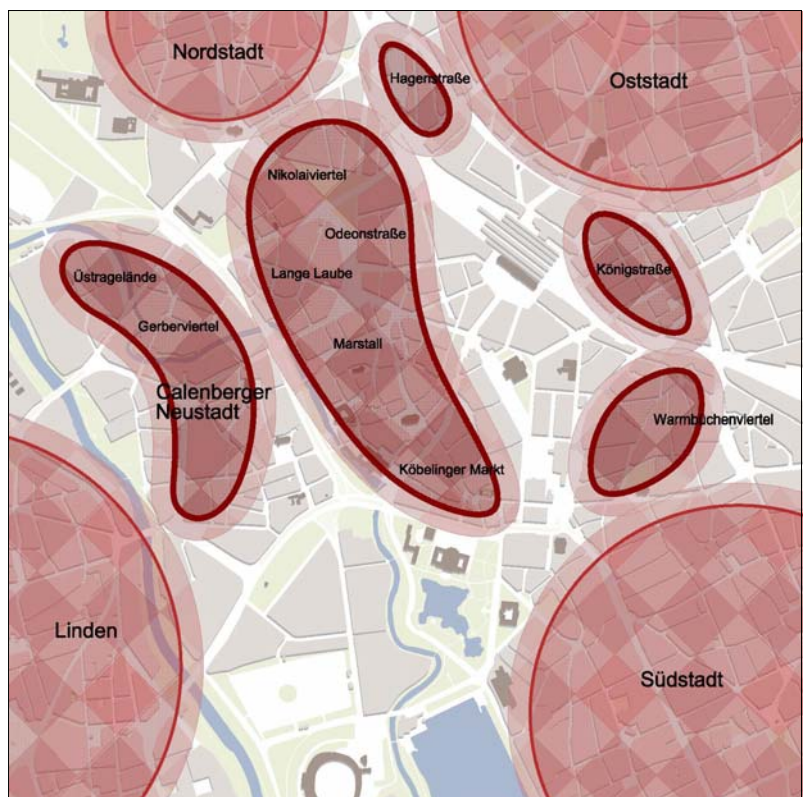 Nordstadt
Hagenstraße
Oststadt
Nikolaiviertel
Odeonstraße
Königstraße
Üstragelände
Lange Laube
Gerberviertel
Marstall
Calenberger
Neustadt
Warmbüchenviertel
Köbelinger Markt
Linden
Südstadt